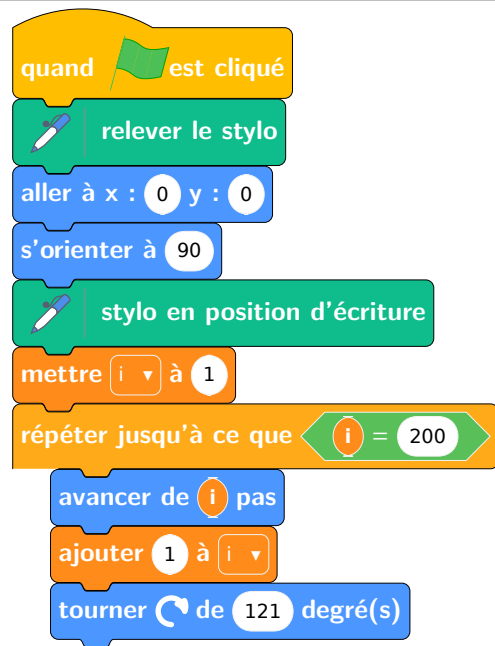 quand est cliqué
relever le stylo
aller à x : 0 y : 0
s'orienter à 90
stylo en position d'écriture
mettre i ▼ à 1
répéter jusqu'à ce que i = 200
avancer de i pas
ajouter 1 à i ▼
tourner de 121 degré(s)